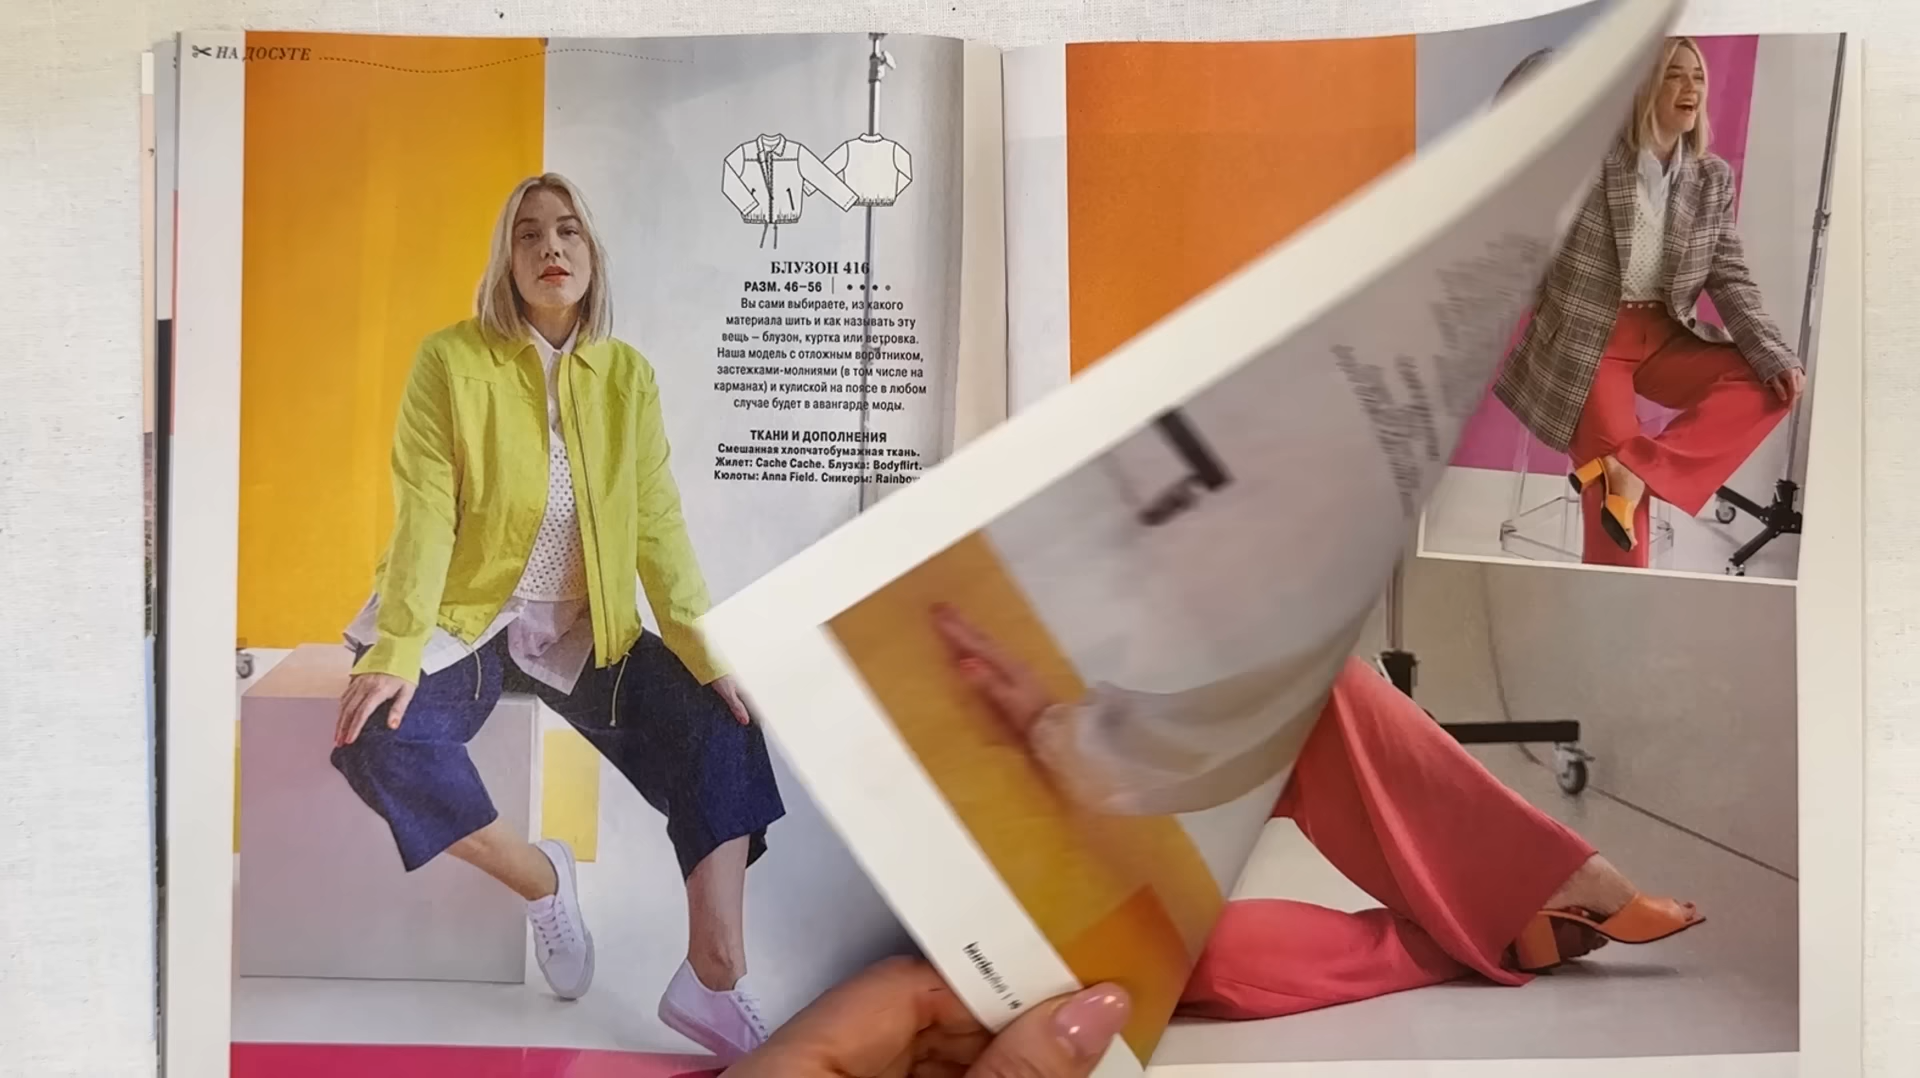 НА ДОСУГЕ
БЛУЗОН 416
РАЗМ. 46–56
Вы сами выбираете, из какого
материала шить и как называть эту
вещь – блузон, куртка или ветровка.
Наша модель с отложным воротником,
застежками-молниями (в том числе на
карманах) и кулиской на поясе в любом
случае будет в авангарде моды.
ТКАНИ И ДОПОЛНЕНИЯ
Смешанная хлопчатобумажная ткань.
Жилет: Cache Cache. Блузка: Bodyflirt.
Кюлоты: Anna Field. Сникеры: Rainbow